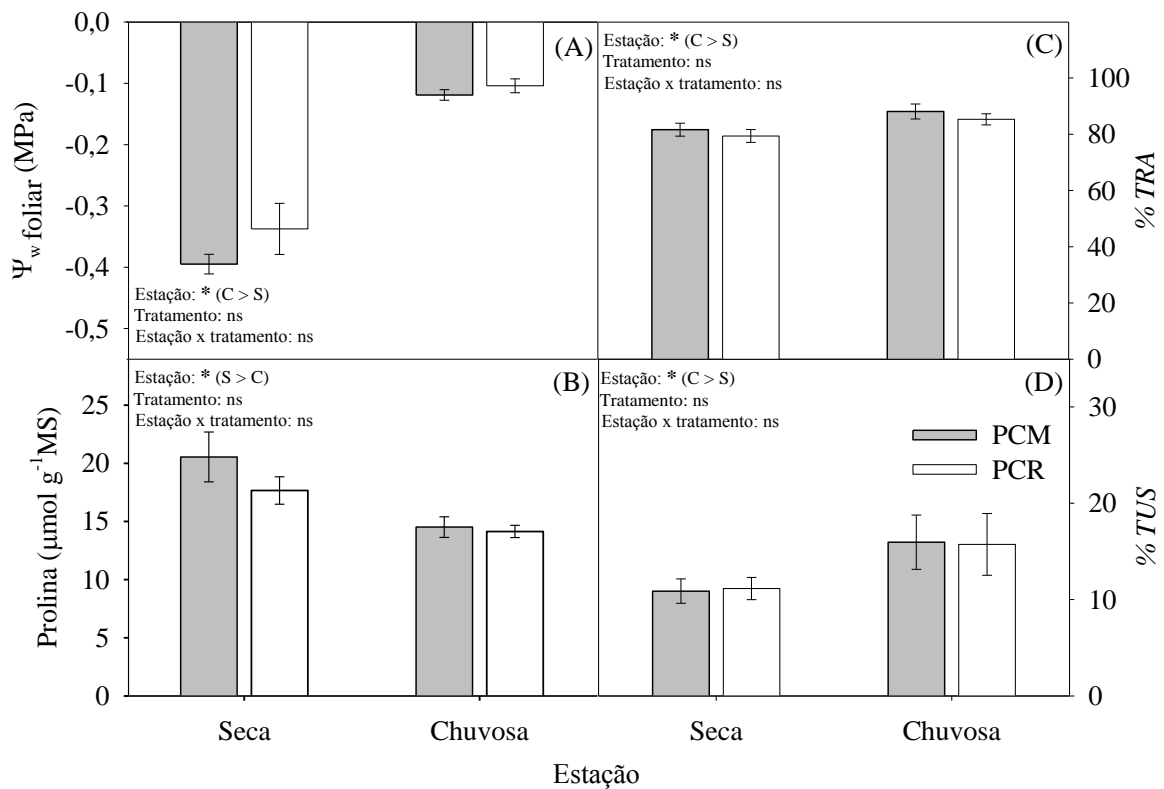 0,0
-0,1
-0,2
-0,3
-0,4
-0,5
Ψw foliar (MPa)
(A)
Estação: * (C > S)
Tratamento: ns
Estação x tratamento: ns
Estação: * (C > S)
Tratamento: ns
Estação x tratamento: ns
(C)
100
80
60
40
20
0
% TRA
Estação: * (S > C)
Tratamento: ns
Estação x tratamento: ns
(B)
25
20
15
10
5
0
Prolina (µmol g-1MS)
Estação: * (C > S)
Tratamento: ns
Estação x tratamento: ns
(D)
PCM
PCR
30
20
10
0
% TUS
Seca
Chuvosa
Seca
Chuvosa
Estação